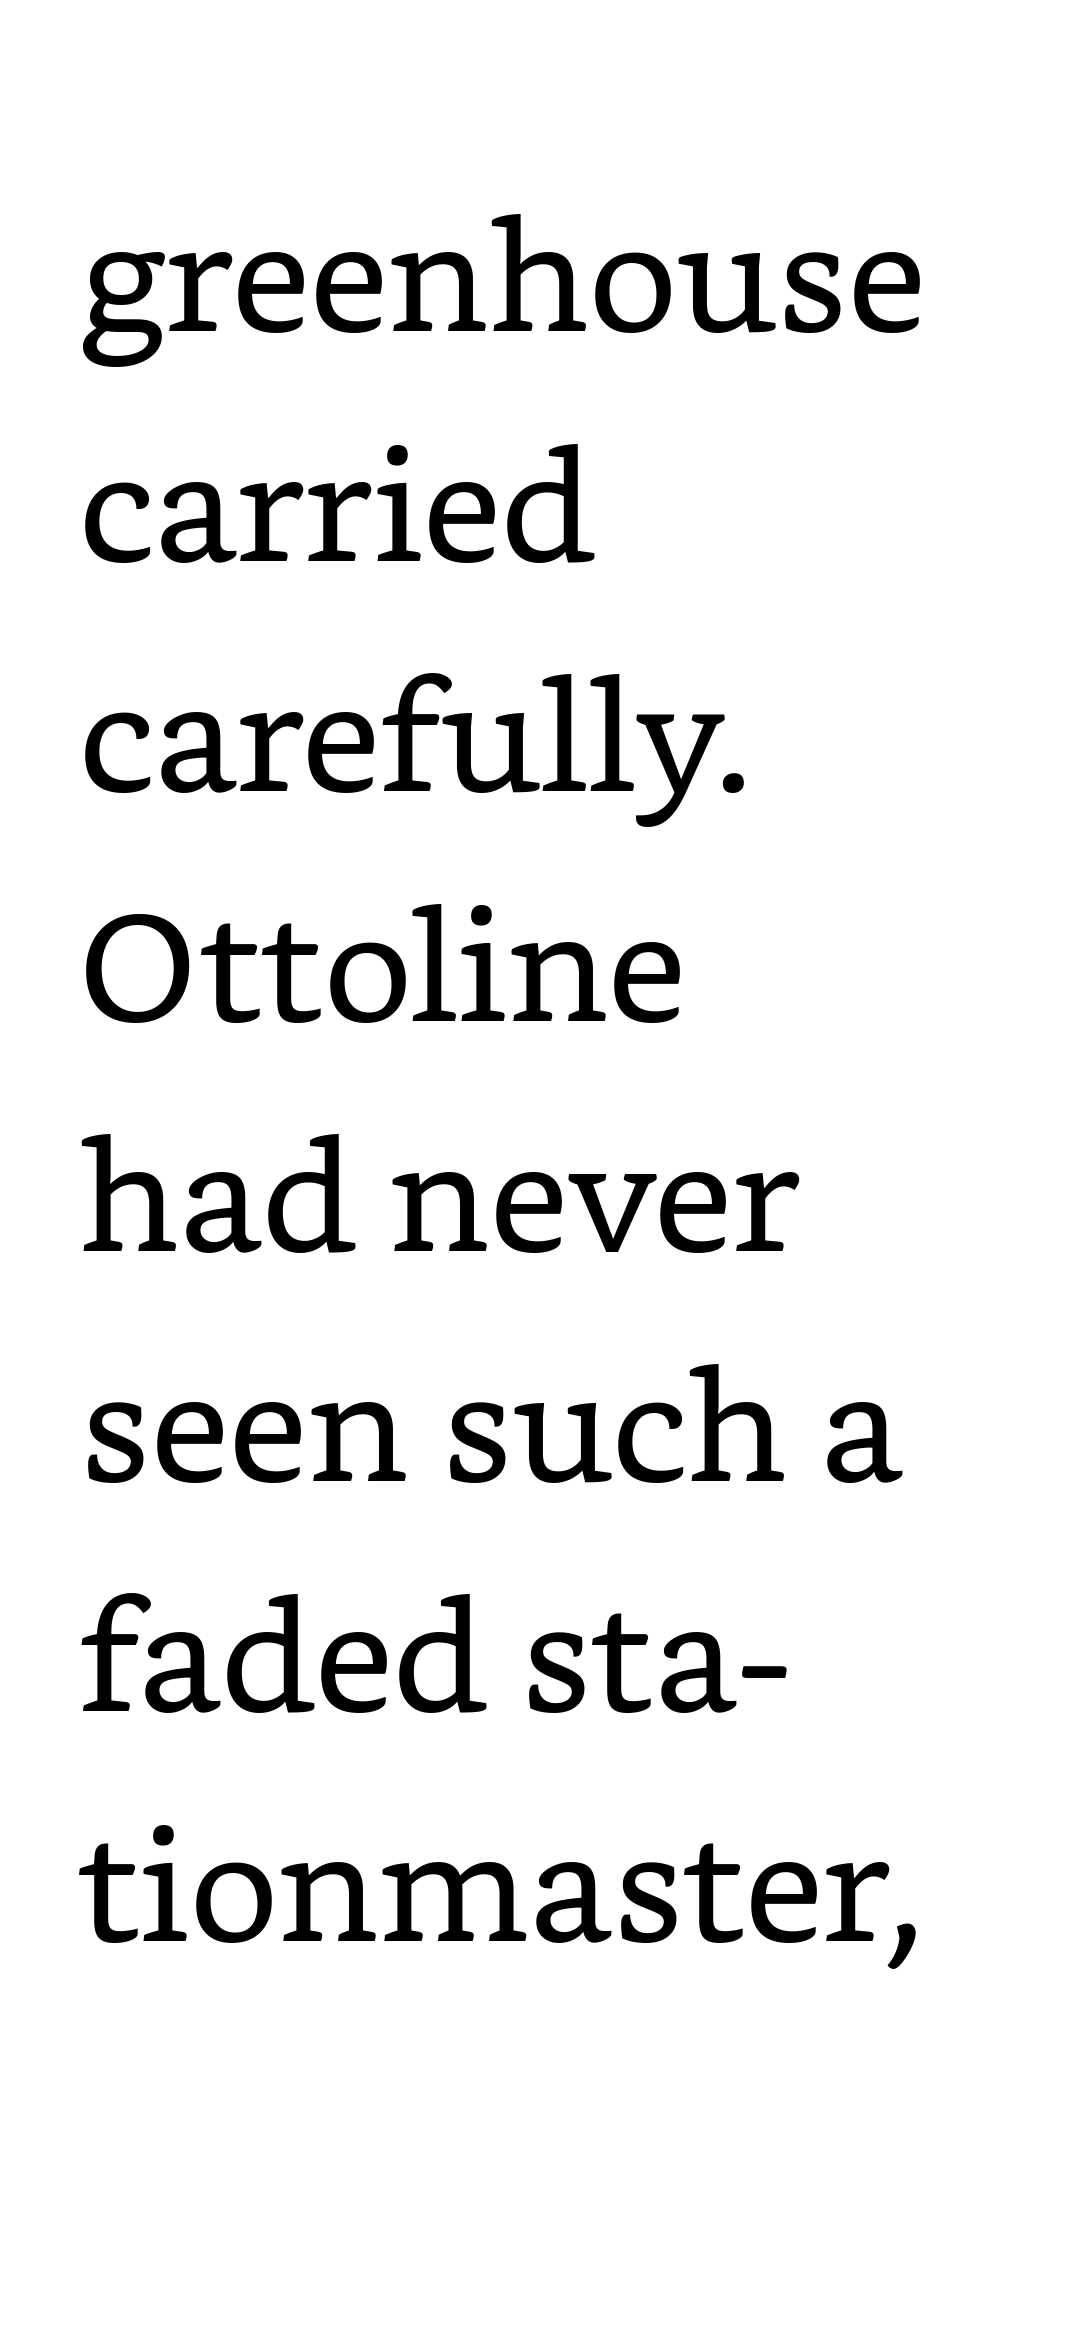 greenhouse
carried
carefully.
Ottoline
had never
seen such a
faded sta-
tionmaster,